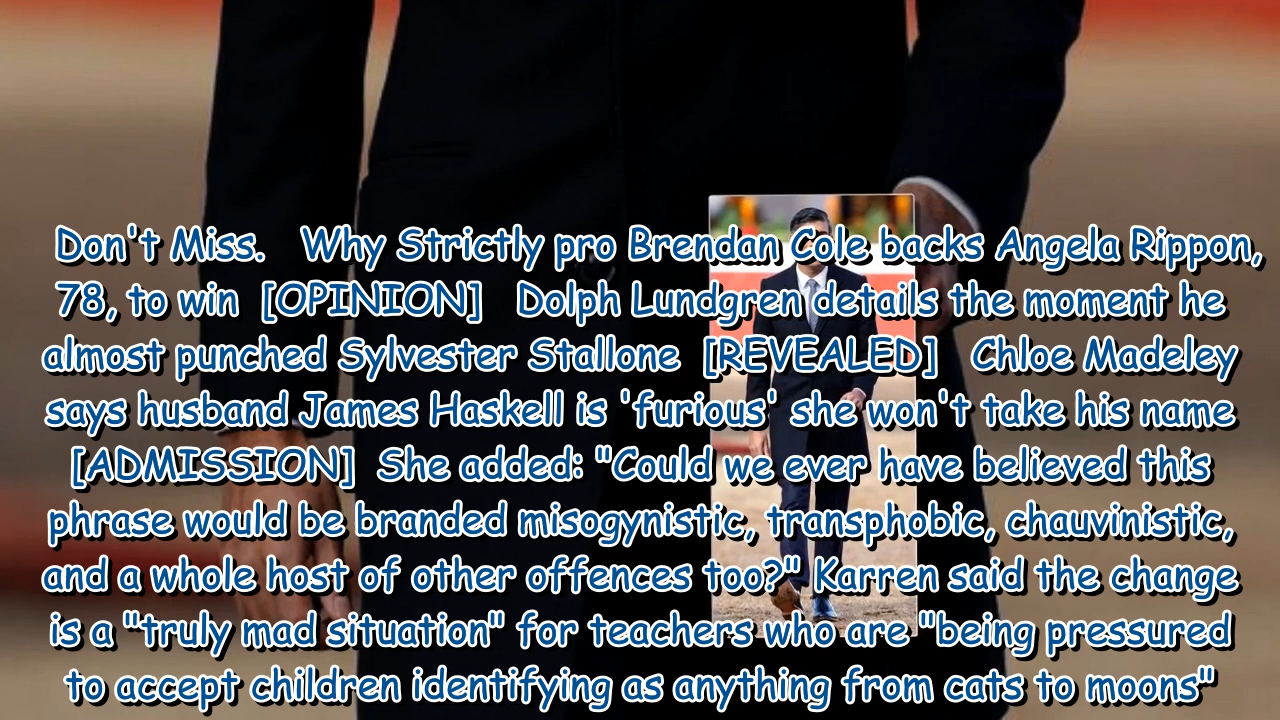 Don't Miss. Why Strictly pro Brendan Cole backs Angela Rippon,
78, to win [OPINION] Dolph Lundgren details the moment he
almost punched Sylvester Stallone [REVEALED] Chloe Madeley
says husband James Haskell is 'furious' she won't take his name
[ADMISSION] She added: "Could we ever have believed this
phrase would be branded misogynistic, transphobic, chauvinistic,
and a whole host of other offences too?" Karren said the change
is a "truly mad situation" for teachers who are "being pressured
to accept children identifying as anything from cats to moons"